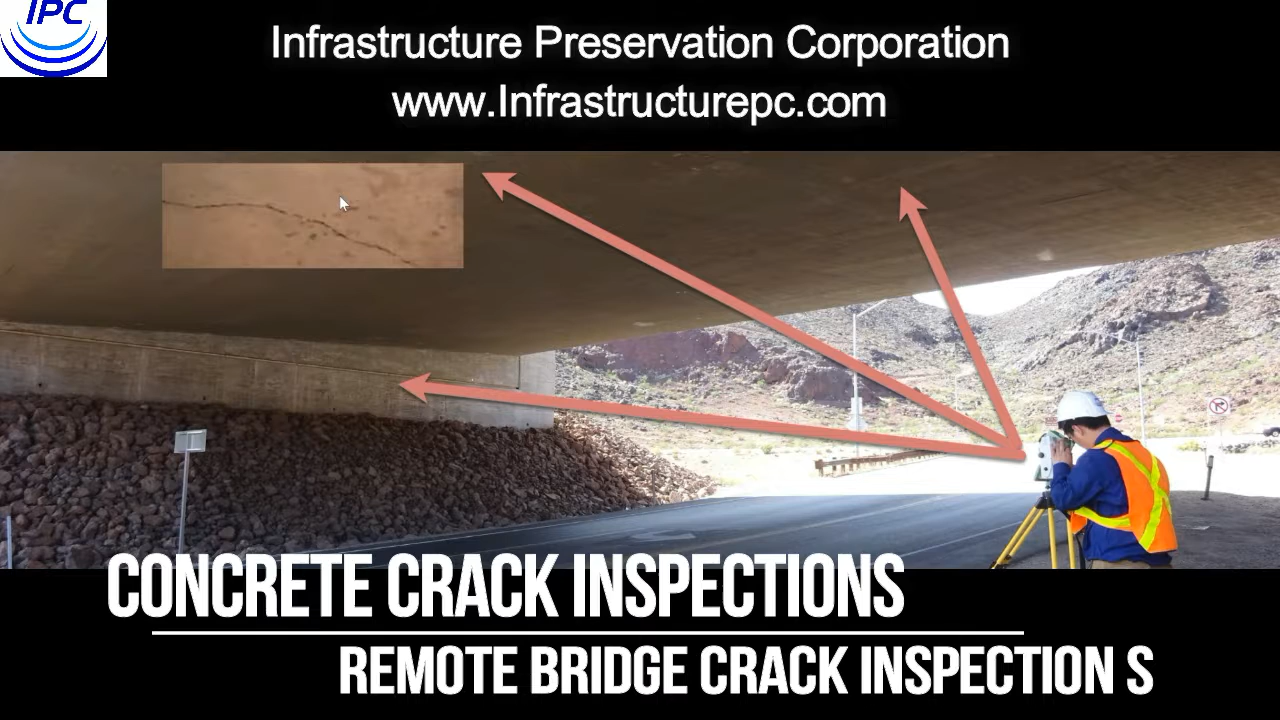 IPC
Infrastructure Preservation Corporation
www.Infrastructurepc.com
CONCRETE CRACK INSPECTIONS
REMOTE BRIDGE CRACK INSPECTION S